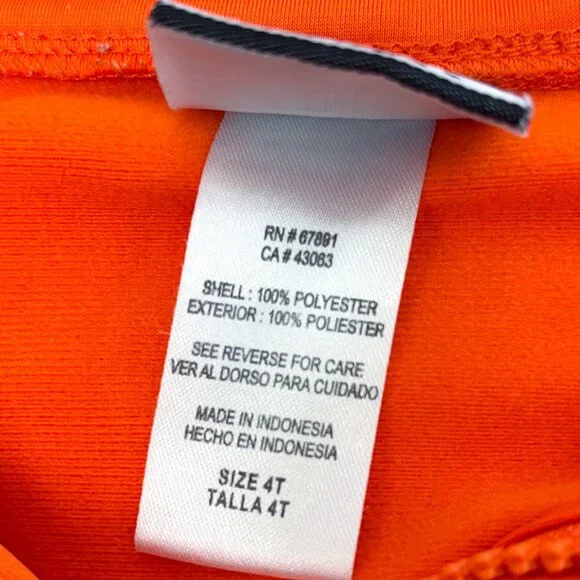 RN # 67891
CA # 43063
SHELL : 100% POLYESTER
EXTERIOR : 100% POLIESTER
SEE REVERSE FOR CARE
VER AL DORSO PARA CUIDADO
MADE IN INDONESIA
HECHO EN INDONESIA
SIZE 4T
TALLA 4T